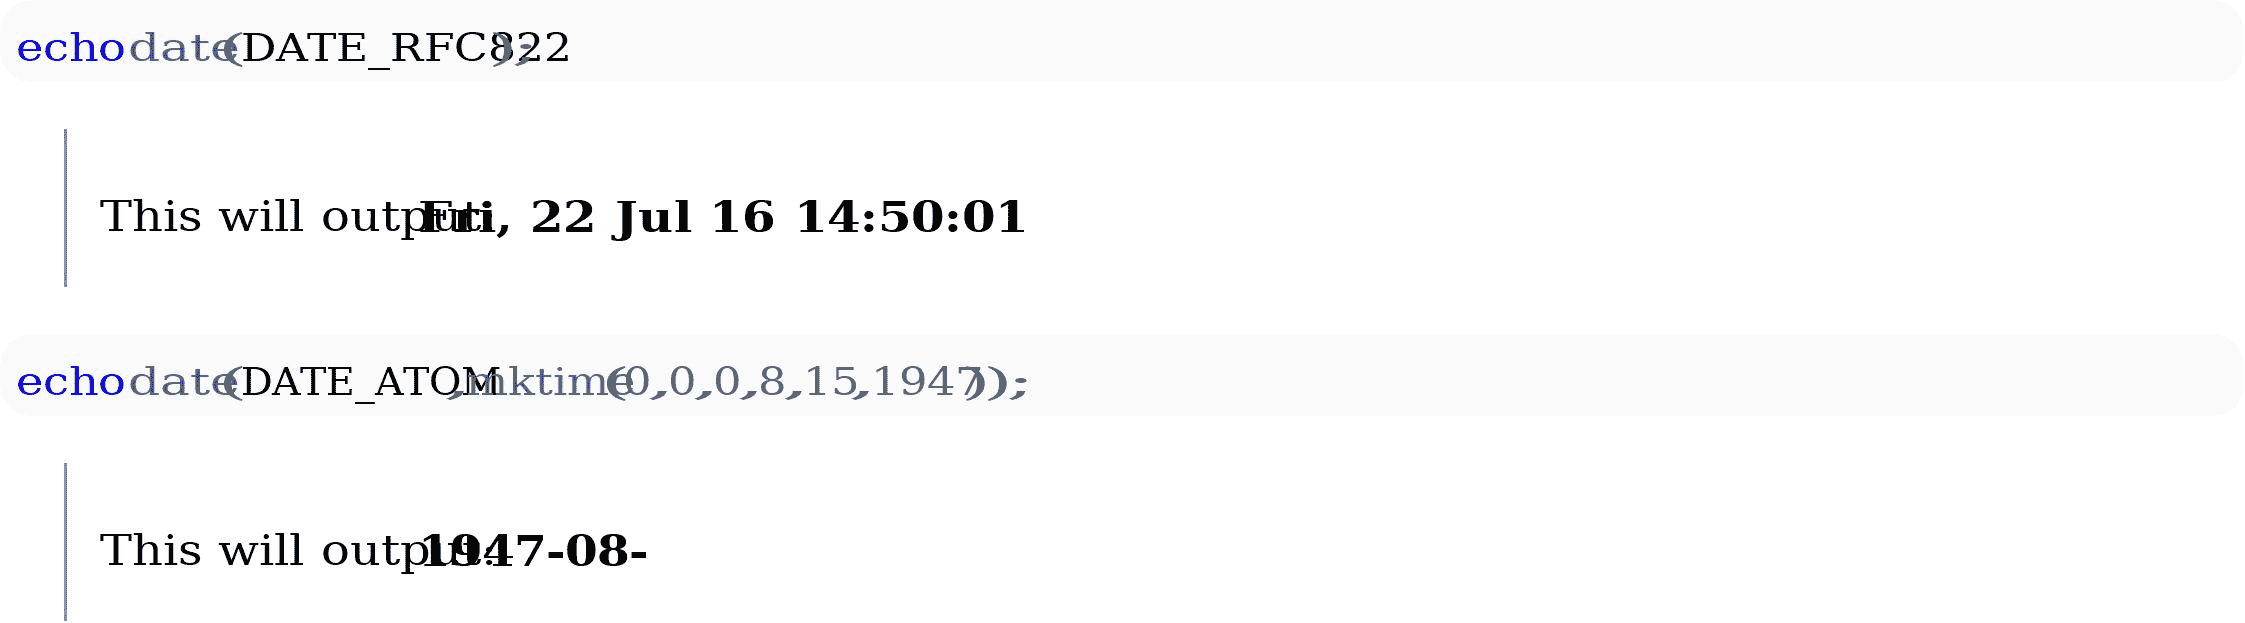 echo date(DATE_RFC822);
This will output: Fri, 22 Jul 16 14:50:01
echo date(DATE_ATOM,mktime(0,0,0,8,15,1947));
This will output: 1947-08-